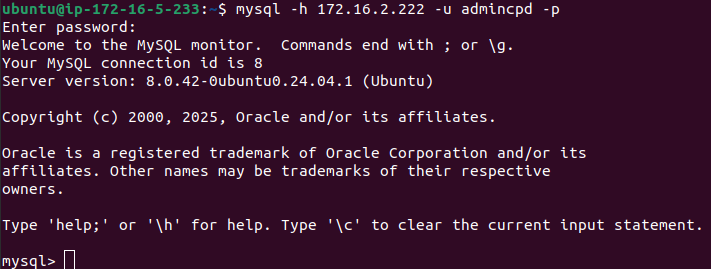 ubuntu@ip-172-16-5-233:~$ mysql -h 172.16.2.222 -u admincpd -p
Enter password:
Welcome to the MySQL monitor.  Commands end with ; or \g.
Your MySQL connection id is 8
Server version: 8.0.42-0ubuntu0.24.04.1 (Ubuntu)
Copyright (c) 2000, 2025, Oracle and/or its affiliates.
Oracle is a registered trademark of Oracle Corporation and/or its
affiliates. Other names may be trademarks of their respective
owners.
Type 'help;' or '\h' for help. Type '\c' to clear the current input statement.
mysql>